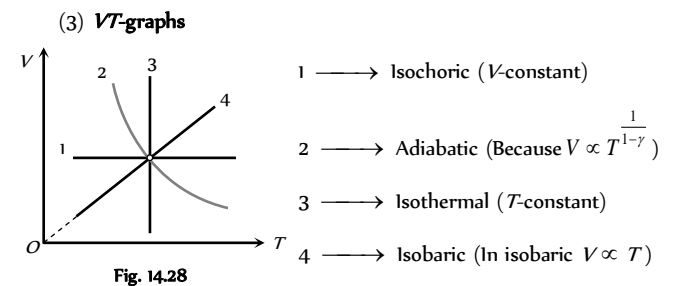 (3) VT-graphs
V
2
3
4
1
O
T
Fig. 14.28
1 ⟶ Isochoric (V-constant)
2 ⟶ Adiabatic (Because V ∝ T^{\frac{1}{1-γ}})
3 ⟶ Isothermal (T-constant)
4 ⟶ Isobaric (In isobaric V ∝ T)